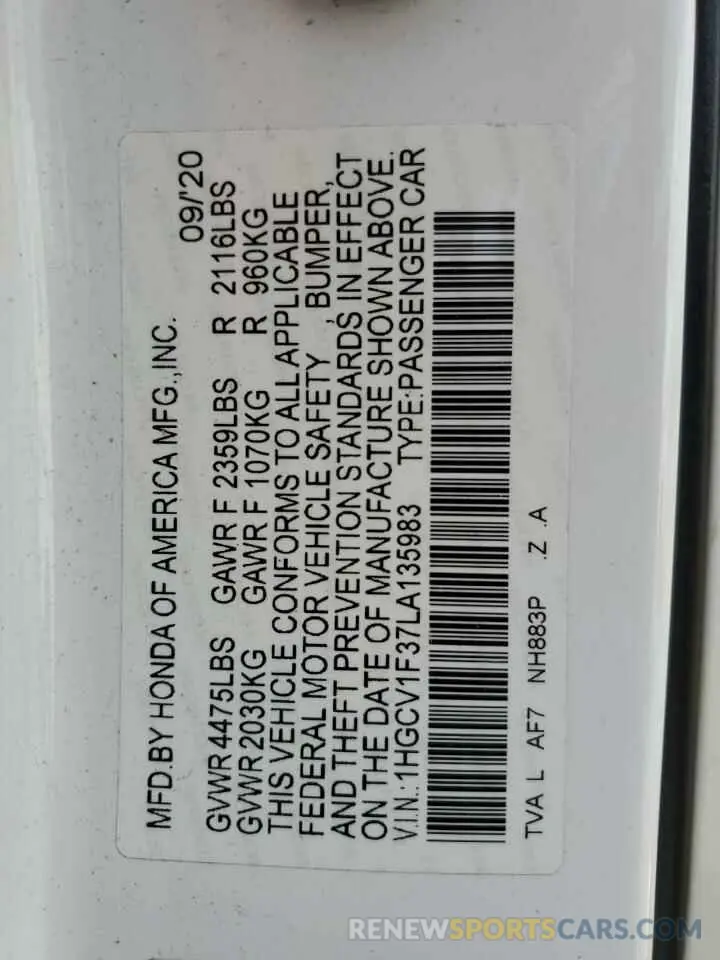 MFD.BY HONDA OF AMERICA MFG.,INC.
09/'20
GVWR 4475LBS GAWR F 2359LBS R 2116LBS
GVWR 2030KG GAWR F 1070KG R 960KG
THIS VEHICLE CONFORMS TO ALL APPLICABLE
FEDERAL MOTOR VEHICLE SAFETY , BUMPER,
AND THEFT PREVENTION STANDARDS IN EFFECT
ON THE DATE OF MANUFACTURE SHOWN ABOVE.
V.I.N.:1HGCV1F37LA135983 TYPE:PASSENGER CAR
TVA L AF7 NH883P .Z .A
RENEWSPORTSCARS.COM